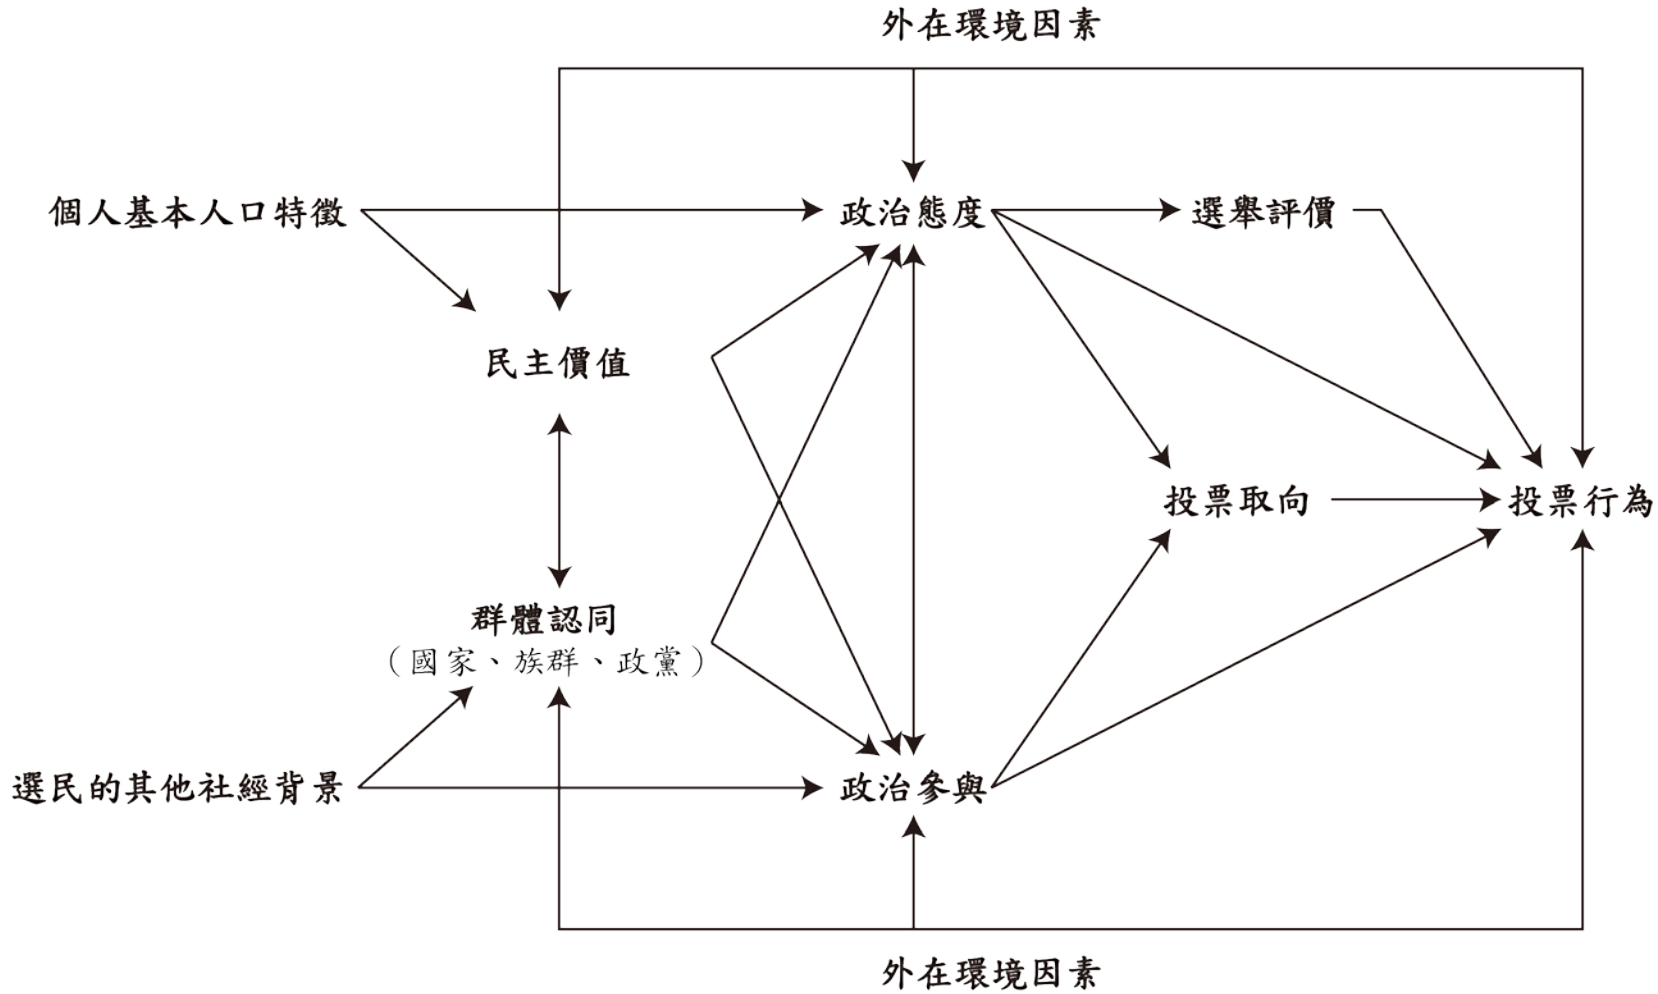 外在環境因素
個人基本人口特徵
政治態度
選舉評價
民主價值
投票取向
投票行為
群體認同
（國家、族群、政黨）
選民的其他社經背景
政治參與
外在環境因素